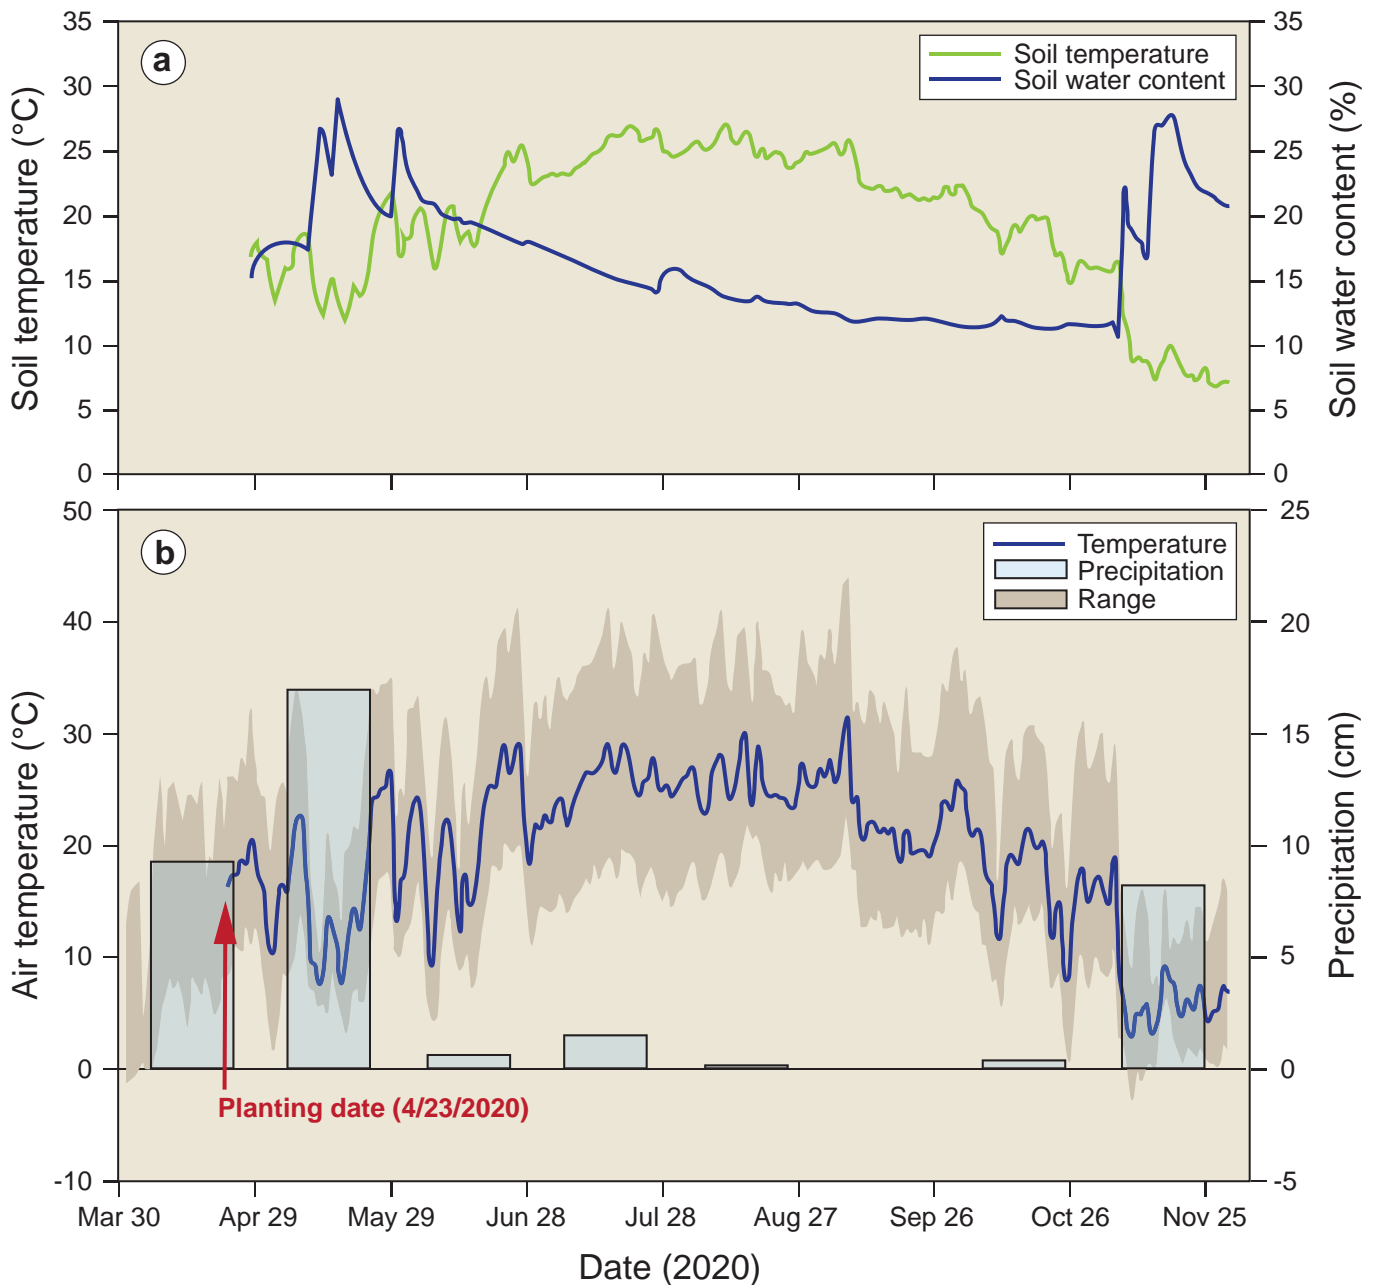 a
Soil temperature
Soil water content
35
30
25
20
15
10
5
0
Soil temperature (°C)
35
30
25
20
15
10
5
0
Soil water content (%)
b
Temperature
Precipitation
Range
50
40
30
20
10
0
-10
Air temperature (°C)
25
20
15
10
5
0
-5
Precipitation (cm)
Planting date (4/23/2020)
Mar 30 Apr 29 May 29 Jun 28 Jul 28 Aug 27 Sep 26 Oct 26 Nov 25
Date (2020)